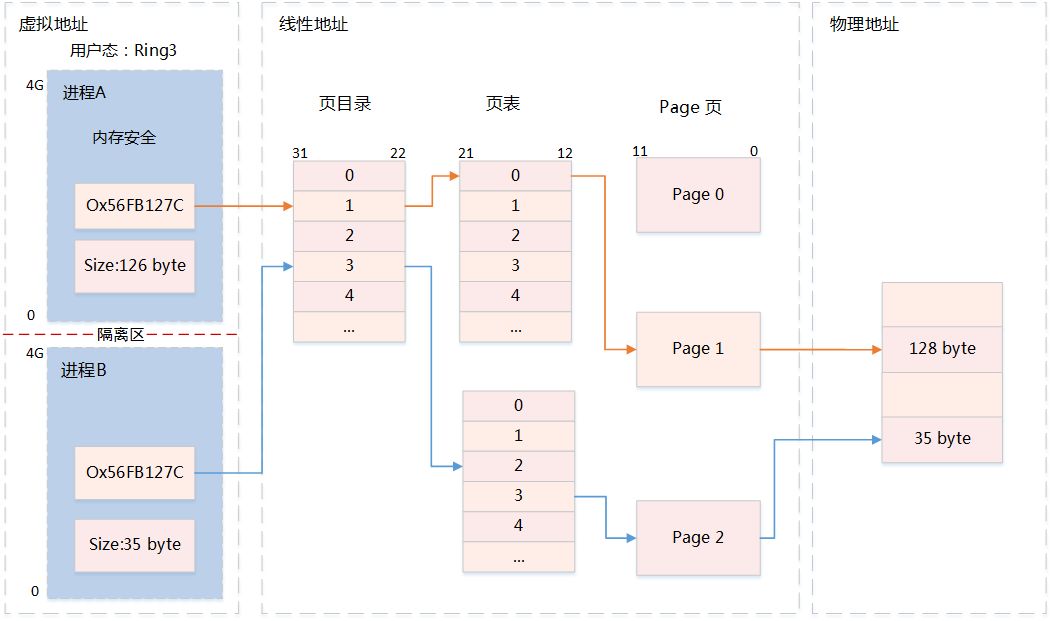 虚拟地址
用户态：Ring3
4G
进程A
内存安全
Ox56FB127C
Size:126 byte
0
隔离区
4G
进程B
Ox56FB127C
Size:35 byte
0
线性地址
页目录
31 22
0
1
2
3
4
...
页表
21 12
0
1
2
3
4
...
0
1
2
3
4
...
Page 页
11 0
Page 0
Page 1
Page 2
物理地址
128 byte
35 byte